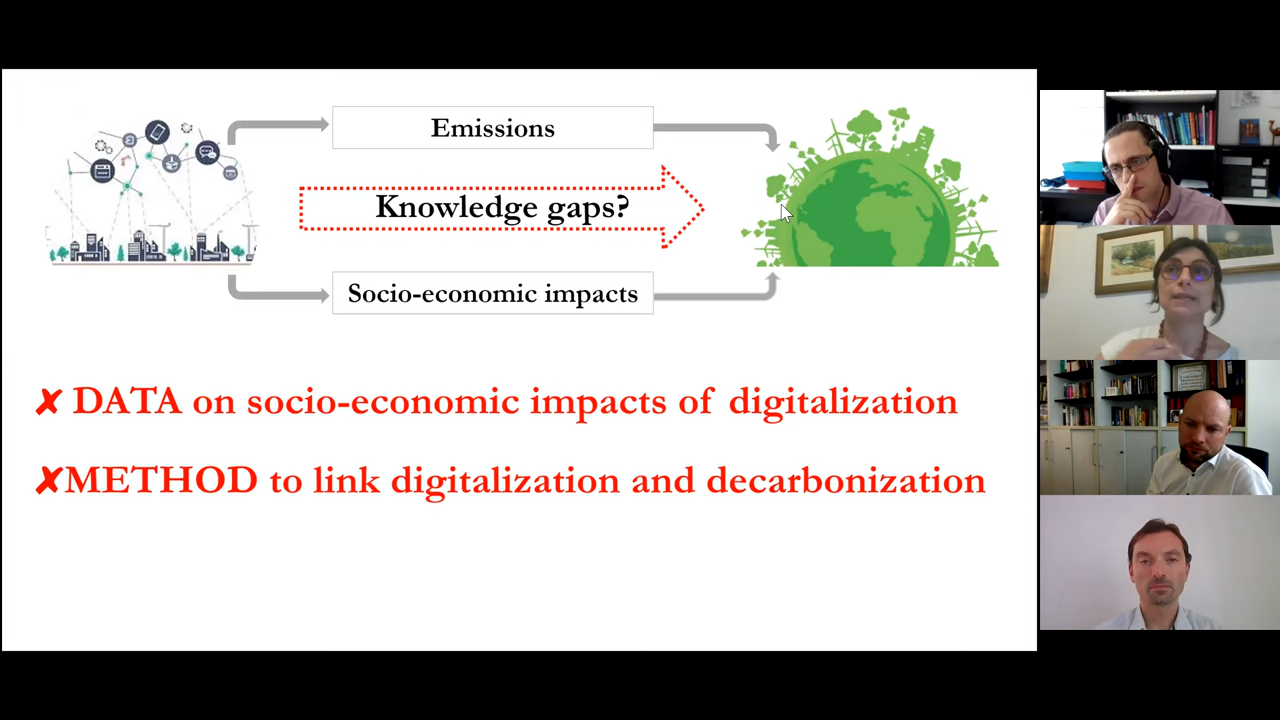 Emissions
Knowledge gaps?
Socio-economic impacts
✘ DATA on socio-economic impacts of digitalization
✘METHOD to link digitalization and decarbonization